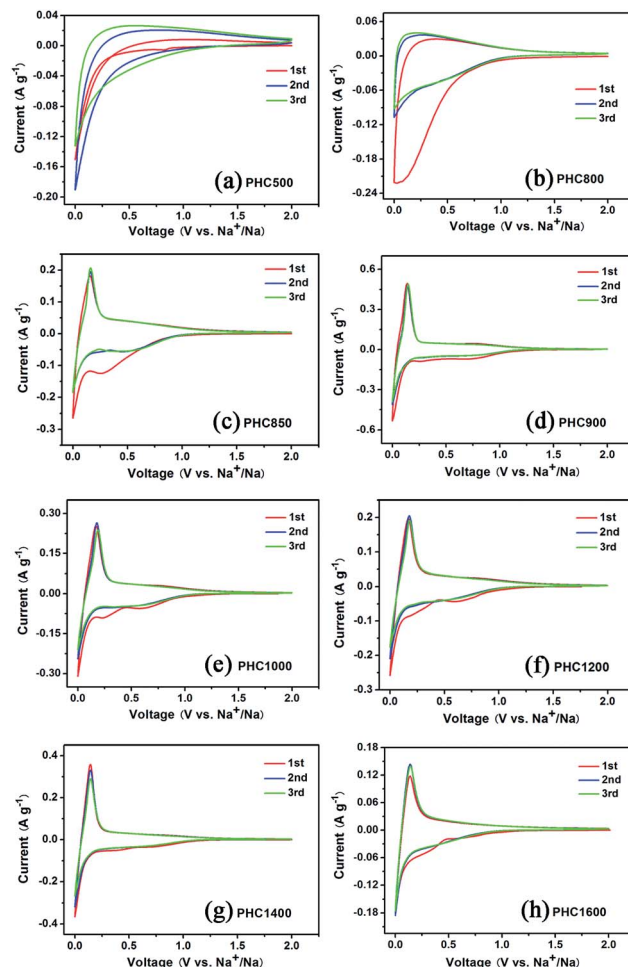 0.00
-0.04
-0.08
-0.12
-0.16
-0.20
Current (A g⁻¹)
1st
2nd
3rd
(a) PHC500
0.0 0.5 1.0 1.5 2.0
Voltage (V vs. Na⁺/Na)
0.06
0.00
-0.06
-0.12
-0.18
-0.24
Current (A g⁻¹)
1st
2nd
3rd
(b) PHC800
0.0 0.5 1.0 1.5 2.0
Voltage (V vs. Na⁺/Na)
0.2
0.1
0.0
-0.1
-0.2
-0.3
Current (A g⁻¹)
1st
2nd
3rd
(c) PHC850
0.0 0.5 1.0 1.5 2.0
Voltage (V vs. Na⁺/Na)
0.6
0.3
0.0
-0.3
-0.6
Current (A g⁻¹)
1st
2nd
3rd
(d) PHC900
0.0 0.5 1.0 1.5 2.0
Voltage (V vs. Na⁺/Na)
0.30
0.15
0.00
-0.15
-0.30
Current (A g⁻¹)
1st
2nd
3rd
(e) PHC1000
0.0 0.5 1.0 1.5 2.0
Voltage (V vs. Na⁺/Na)
0.2
0.1
0.0
-0.1
-0.2
-0.3
Current (A g⁻¹)
1st
2nd
3rd
(f) PHC1200
0.0 0.5 1.0 1.5 2.0
Voltage (V vs. Na⁺/Na)
0.4
0.2
0.0
-0.2
-0.4
Current (A g⁻¹)
1st
2nd
3rd
(g) PHC1400
0.0 0.5 1.0 1.5 2.0
Voltage (V vs. Na⁺/Na)
0.18
0.12
0.06
0.00
-0.06
-0.12
-0.18
Current (A g⁻¹)
1st
2nd
3rd
(h) PHC1600
0.0 0.5 1.0 1.5 2.0
Voltage (V vs. Na⁺/Na)